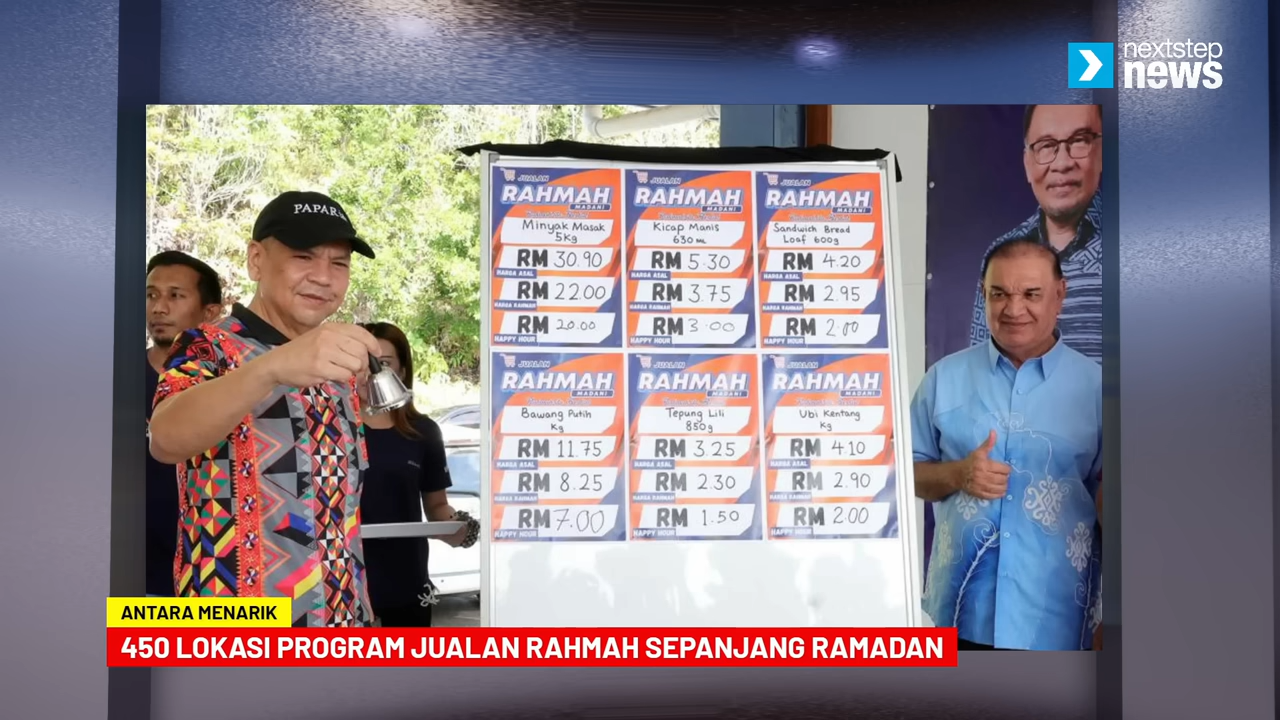 nextstep
news
PAPAR
JUALAN
RAHMAH
MADANI
Minyak Masak
5kg
RM 30.90
HARGA ASAL
RM 22.00
HARGA RAHMAH
RM 20.00
HAPPY HOUR
JUALAN
RAHMAH
MADANI
Kicap Manis
630 mL
RM 5.30
HARGA ASAL
RM 3.75
HARGA RAHMAH
RM 3.00
HAPPY HOUR
JUALAN
RAHMAH
MADANI
Sandwich Bread
Loaf 600g
RM 4.20
HARGA ASAL
RM 2.95
HARGA RAHMAH
RM 2.00
HAPPY HOUR
JUALAN
RAHMAH
MADANI
Bawang Putih
kg
RM 11.75
HARGA ASAL
RM 8.25
HARGA RAHMAH
RM 7.00
HAPPY HOUR
JUALAN
RAHMAH
MADANI
Tepung Lili
850g
RM 3.25
HARGA ASAL
RM 2.30
HARGA RAHMAH
RM 1.50
HAPPY HOUR
JUALAN
RAHMAH
MADANI
Ubi Kentang
kg
RM 4.10
HARGA ASAL
RM 2.90
HARGA RAHMAH
RM 2.00
HAPPY HOUR
ANTARA MENARIK
450 LOKASI PROGRAM JUALAN RAHMAH SEPANJANG RAMADAN